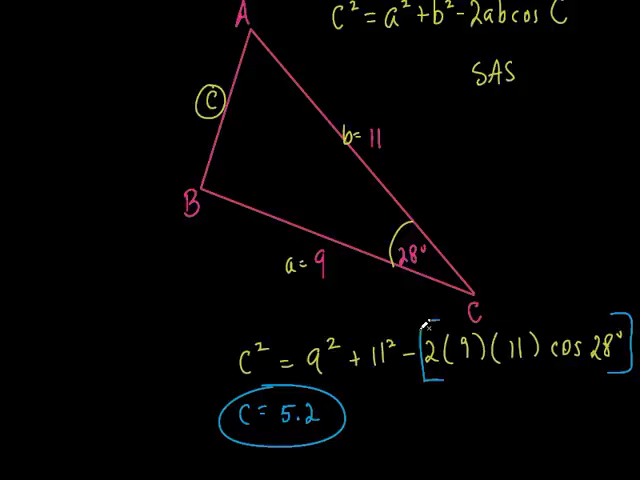 A
c² = a² + b² - 2ab cos C
SAS
C
b = 11
B
a = 9
28°
C
c² = 9² + 11² - [2(9)(11) cos 28°]
c = 5.2